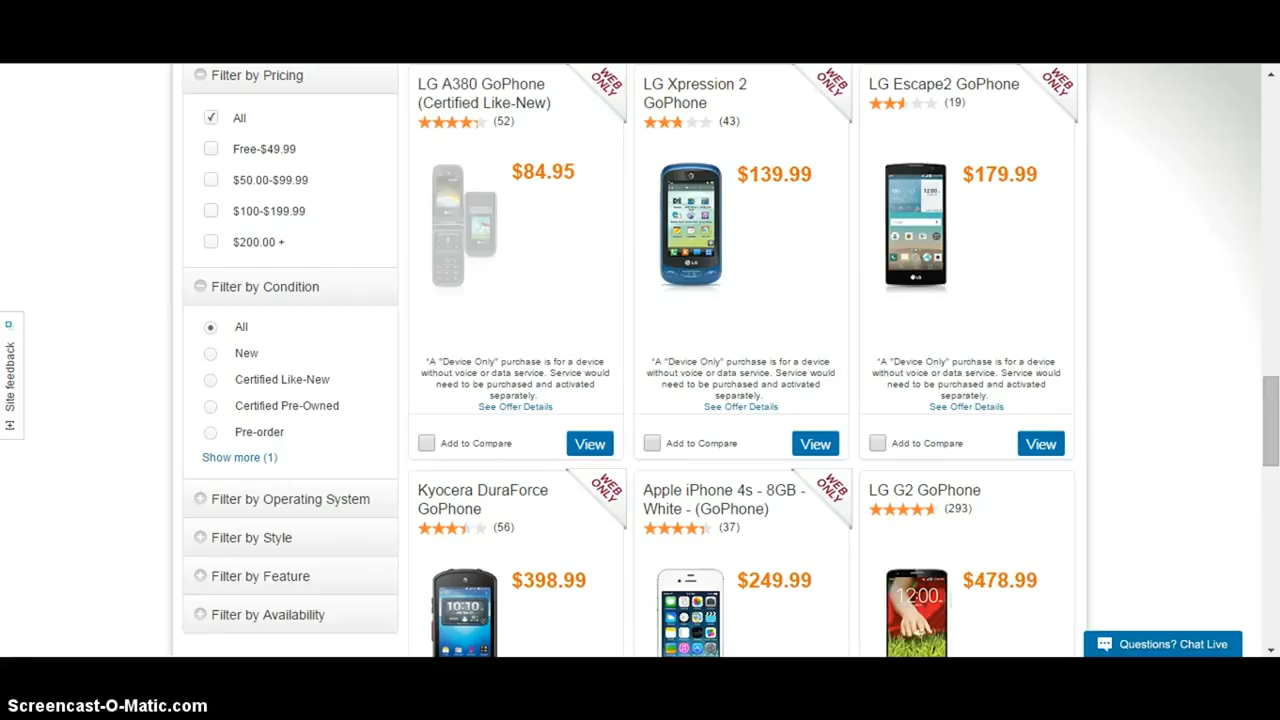 Filter by Pricing
All
Free-$49.99
$50.00-$99.99
$100-$199.99
$200.00 +
Filter by Condition
All
New
Certified Like-New
Certified Pre-Owned
Pre-order
Show more (1)
Filter by Operating System
Filter by Style
Filter by Feature
Filter by Availability
[+] Site feedback
LG A380 GoPhone
(Certified Like-New)
(52)
WEB
ONLY
$84.95
*A "Device Only" purchase is for a device
without voice or data service. Service would
need to be purchased and activated
separately.
See Offer Details
Add to Compare
View
LG Xpression 2
GoPhone
(43)
WEB
ONLY
$139.99
*A "Device Only" purchase is for a device
without voice or data service. Service would
need to be purchased and activated
separately.
See Offer Details
Add to Compare
View
LG Escape2 GoPhone
(19)
WEB
ONLY
$179.99
12:00
LG
*A "Device Only" purchase is for a device
without voice or data service. Service would
need to be purchased and activated
separately.
See Offer Details
Add to Compare
View
Kyocera DuraForce
GoPhone
(56)
WEB
ONLY
$398.99
10:10
Apple iPhone 4s - 8GB -
White - (GoPhone)
(37)
WEB
ONLY
$249.99
LG G2 GoPhone
(293)
$478.99
12:00
Questions? Chat Live
Screencast-O-Matic.com